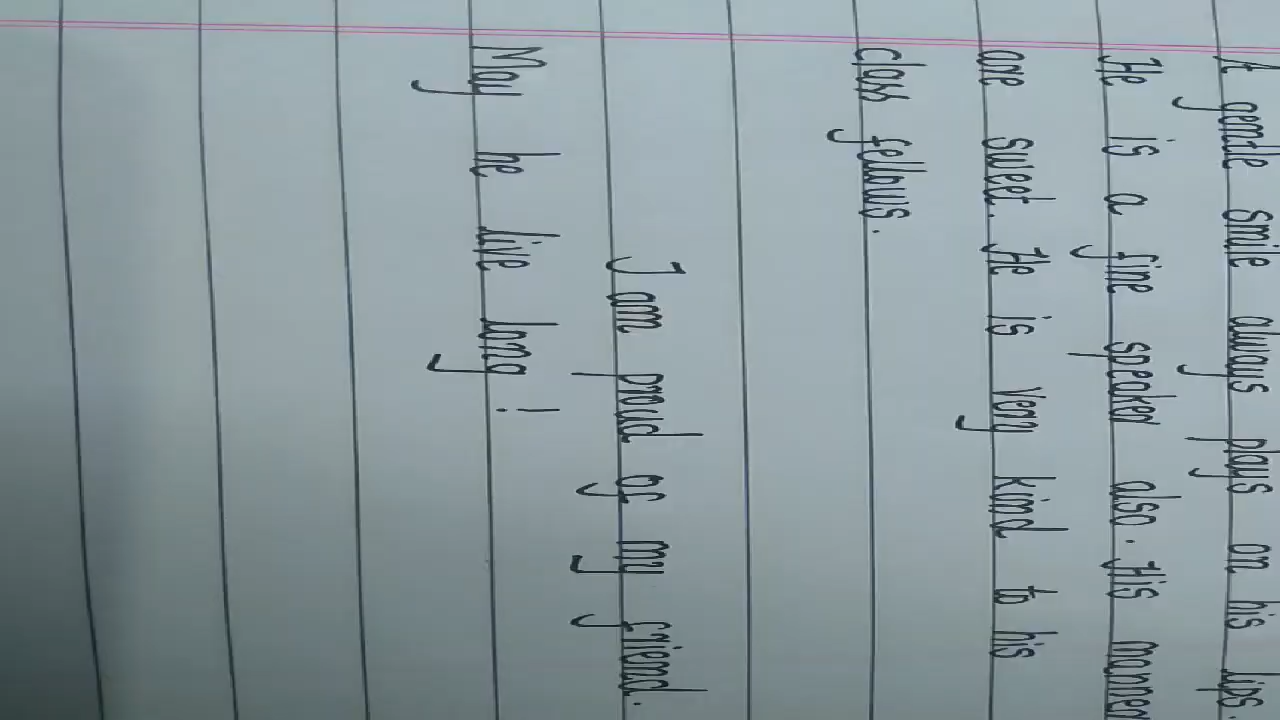 A gentle smile always plays on his lips.
He is a fine speaker also. His manner
are sweet. He is very kind to his
class fellows.
I am proud of my friend.
May he live long!